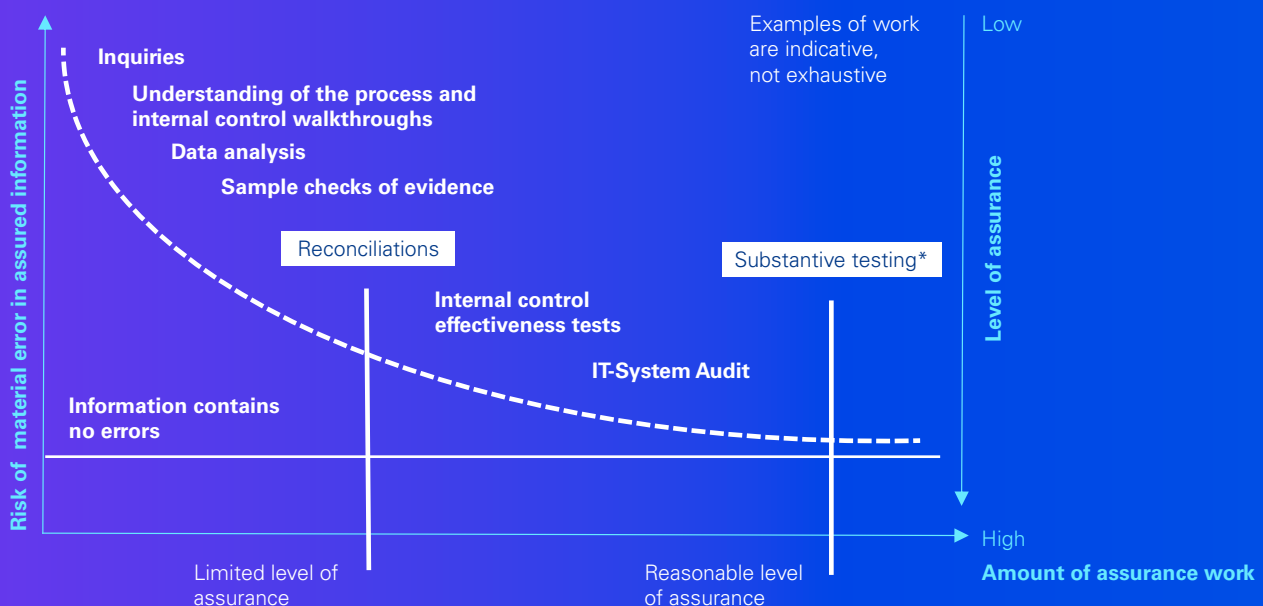 Risk of material error in assured information
Inquiries
Understanding of the process and
internal control walkthroughs
Data analysis
Sample checks of evidence
Reconciliations
Internal control
effectiveness tests
IT-System Audit
Substantive testing*
Information contains
no errors
Examples of work
are indicative,
not exhaustive
Low
Level of assurance
High
Amount of assurance work
Limited level of
assurance
Reasonable level
of assurance